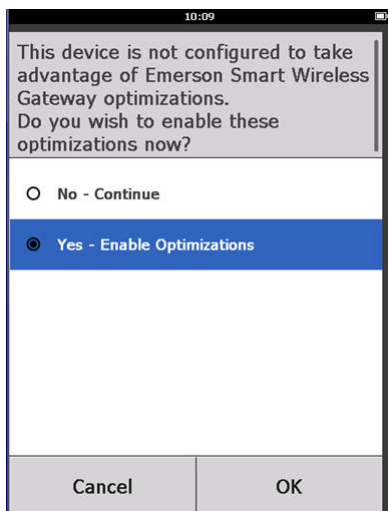 10:09
This device is not configured to take
advantage of Emerson Smart Wireless
Gateway optimizations.
Do you wish to enable these
optimizations now?
No - Continue
Yes - Enable Optimizations
Cancel
OK